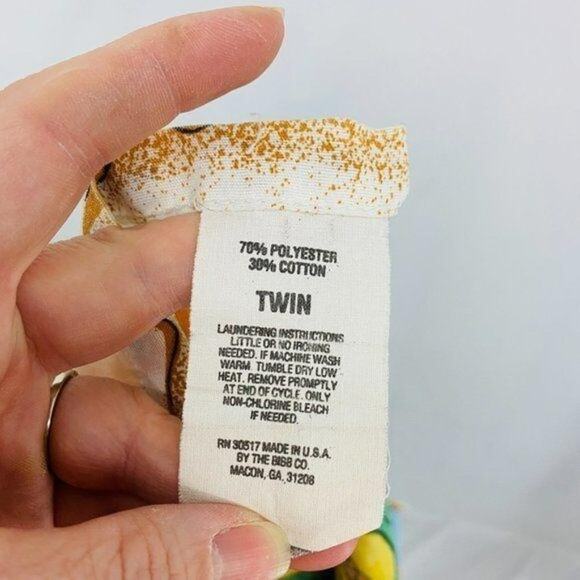 70% POLYESTER
30% COTTON
TWIN
LAUNDERING INSTRUCTIONS
LITTLE OR NO IRONING
NEEDED. IF MACHINE WASH
WARM. TUMBLE DRY LOW
HEAT. REMOVE PROMPTLY
AT END OF CYCLE. ONLY
NON-CHLORINE BLEACH
IF NEEDED.
RN 30517 MADE IN U.S.A.
BY THE BIBB CO.
MACON, GA. 31208